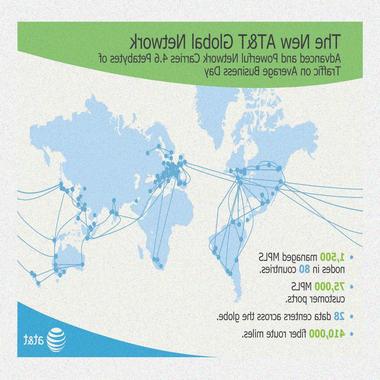 The New AT&T Global Network
Advanced and Powerful Network Carries 4.6 Petabytes of
Traffic on Average Business Day
• 1,500 managed MPLS
nodes in 80 countries.
• 75,000 MPLS
customer ports.
• 28 data centers across the globe.
• 410,000 fiber route miles.
at&t